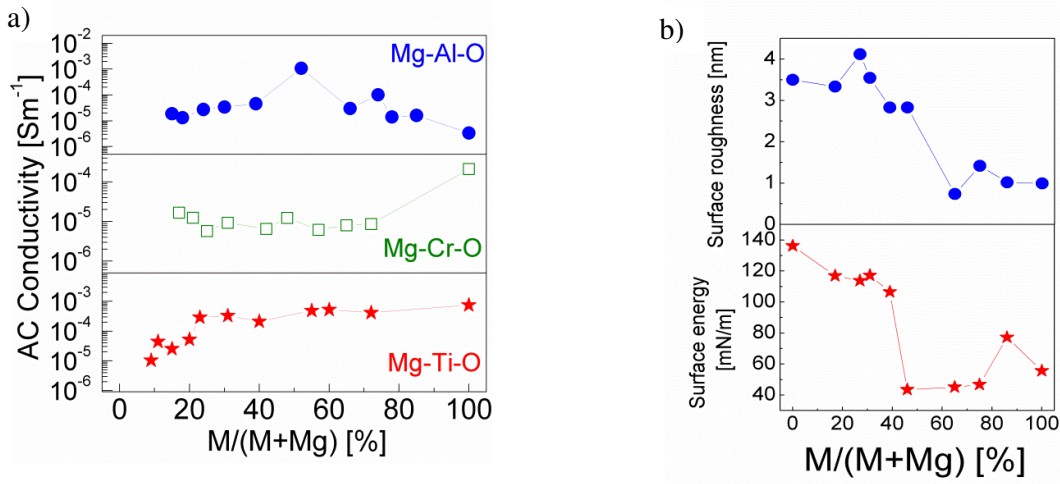 a)
AC Conductivity [Sm⁻¹]
10⁻²
10⁻³
10⁻⁴
10⁻⁵
10⁻⁶
Mg-Al-O
10⁻⁴
10⁻⁵
10⁻⁶
Mg-Cr-O
10⁻³
10⁻⁴
10⁻⁵
10⁻⁶
Mg-Ti-O
0 20 40 60 80 100
M/(M+Mg) [%]
b)
Surface roughness [nm]
4
3
2
1
0
Surface energy
[mN/m]
140
120
100
80
60
40
0 20 40 60 80 100
M/(M+Mg) [%]